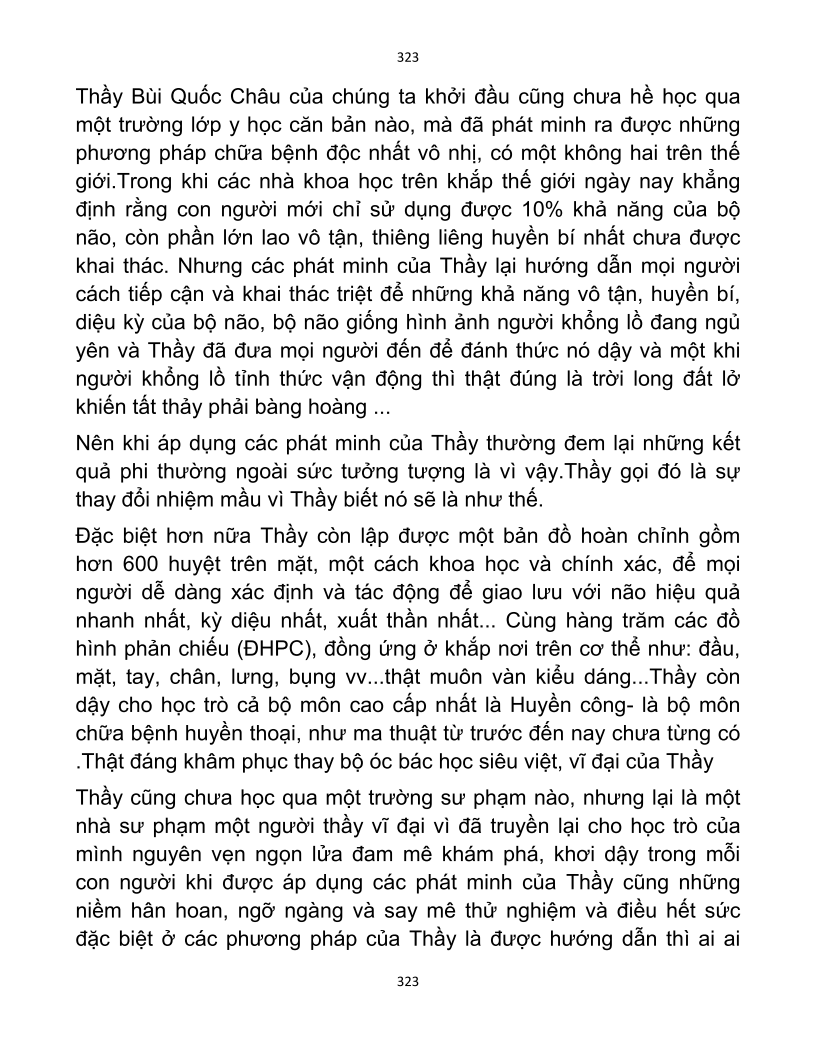 323
Thầy Bùi Quốc Châu của chúng ta khởi đầu cũng chưa hề học qua
một trường lớp y học căn bản nào, mà đã phát minh ra được những
phương pháp chữa bệnh độc nhất vô nhị, có một không hai trên thế
giới.Trong khi các nhà khoa học trên khắp thế giới ngày nay khẳng
định rằng con người mới chỉ sử dụng được 10% khả năng của bộ
não, còn phần lớn lao vô tận, thiêng liêng huyền bí nhất chưa được
khai thác. Nhưng các phát minh của Thầy lại hướng dẫn mọi người
cách tiếp cận và khai thác triệt để những khả năng vô tận, huyền bí,
diệu kỳ của bộ não, bộ não giống hình ảnh người khổng lồ đang ngủ
yên và Thầy đã đưa mọi người đến để đánh thức nó dậy và một khi
người khổng lồ tỉnh thức vận động thì thật đúng là trời long đất lở
khiến tất thảy phải bàng hoàng ...
Nên khi áp dụng các phát minh của Thầy thường đem lại những kết
quả phi thường ngoài sức tưởng tượng là vì vậy.Thầy gọi đó là sự
thay đổi nhiệm mầu vì Thầy biết nó sẽ là như thế.
Đặc biệt hơn nữa Thầy còn lập được một bản đồ hoàn chỉnh gồm
hơn 600 huyệt trên mặt, một cách khoa học và chính xác, để mọi
người dễ dàng xác định và tác động để giao lưu với não hiệu quả
nhanh nhất, kỳ diệu nhất, xuất thần nhất... Cùng hàng trăm các đồ
hình phản chiếu (ĐHPC), đồng ứng ở khắp nơi trên cơ thể như: đầu,
mặt, tay, chân, lưng, bụng vv...thật muôn vàn kiểu dáng...Thầy còn
dậy cho học trò cả bộ môn cao cấp nhất là Huyền công- là bộ môn
chữa bệnh huyền thoại, như ma thuật từ trước đến nay chưa từng có
.Thật đáng khâm phục thay bộ óc bác học siêu việt, vĩ đại của Thầy
Thầy cũng chưa học qua một trường sư phạm nào, nhưng lại là một
nhà sư phạm một người thầy vĩ đại vì đã truyền lại cho học trò của
mình nguyên vẹn ngọn lửa đam mê khám phá, khơi dậy trong mỗi
con người khi được áp dụng các phát minh của Thầy cũng những
niềm hân hoan, ngỡ ngàng và say mê thử nghiệm và điều hết sức
đặc biệt ở các phương pháp của Thầy là được hướng dẫn thì ai ai
323